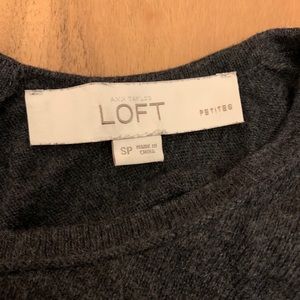 ANN TAYLOR
LOFT
PETITES
SP MADE IN
CHINA